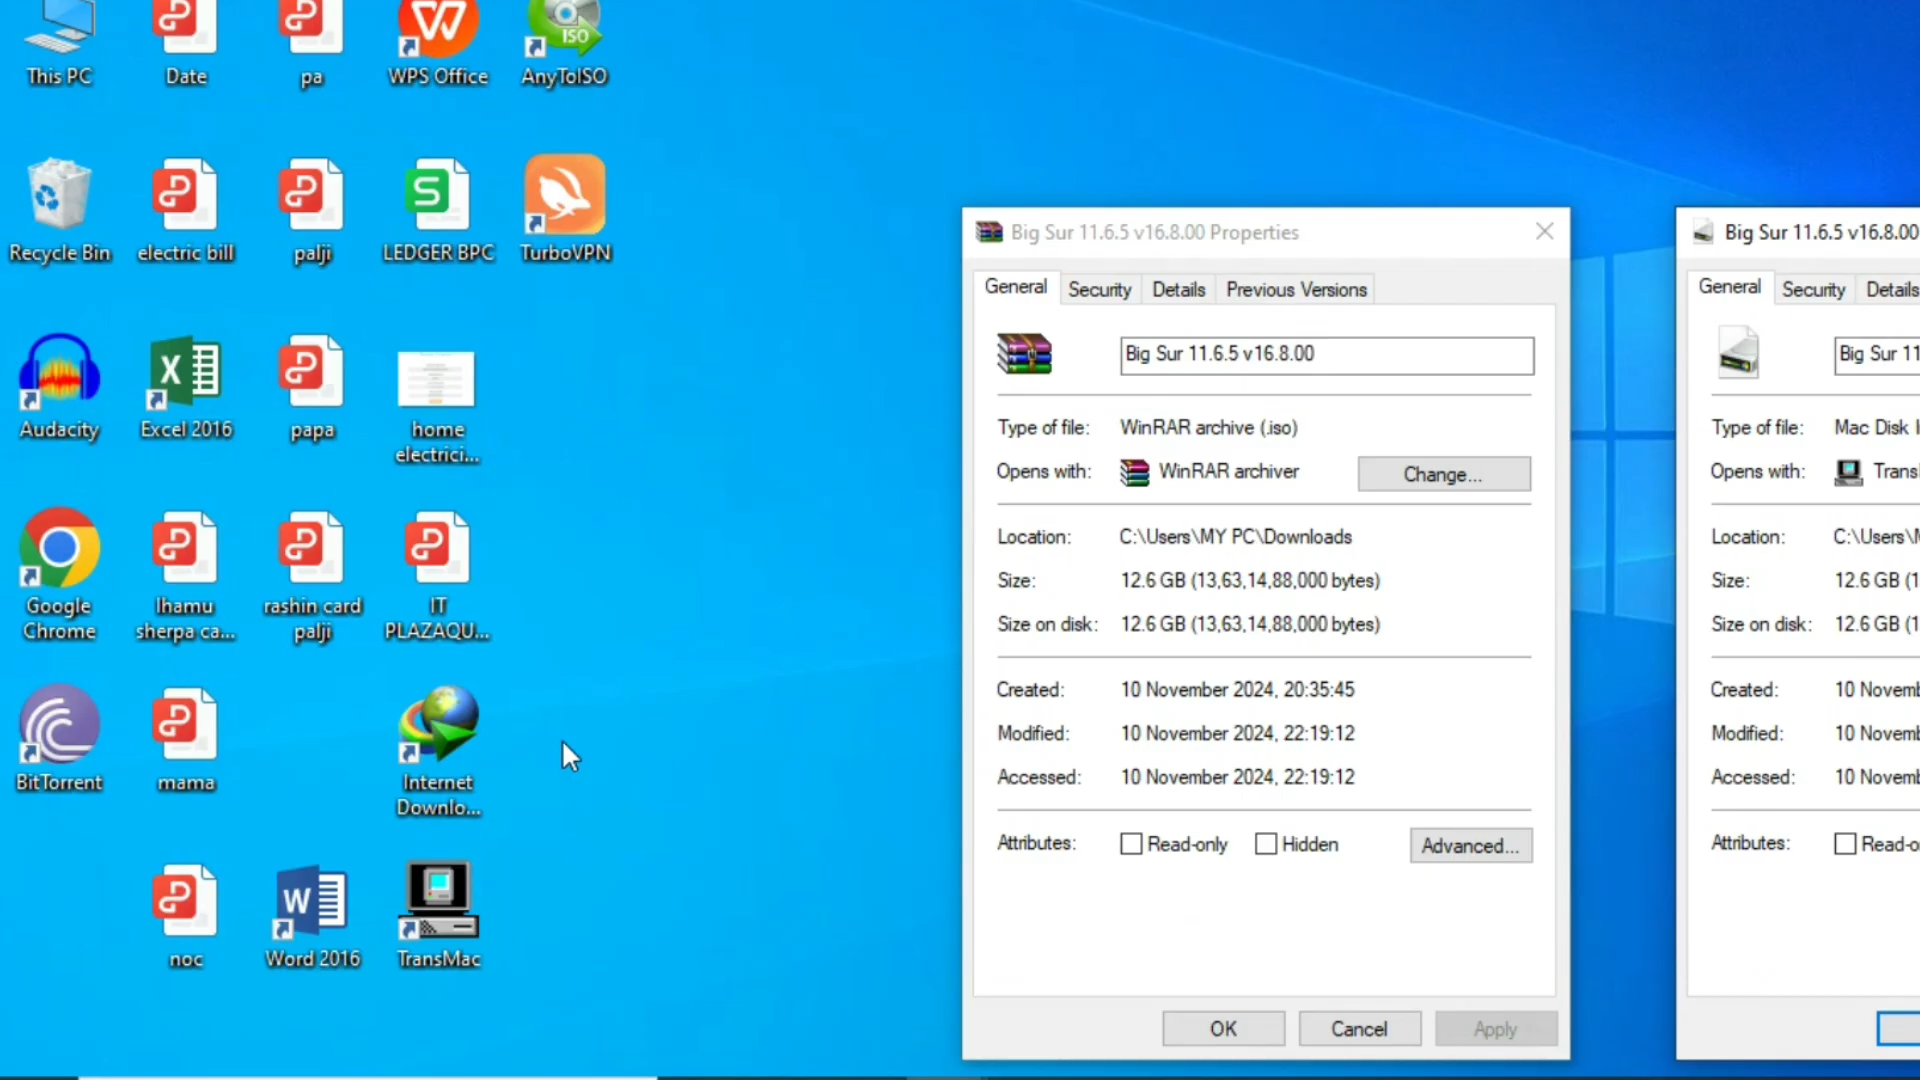 This PC
Date
pa
WPS Office
ISO
AnyToISO
Recycle Bin
electric bill
palji
S
LEDGER BPC
TurboVPN
Audacity
X
Excel 2016
papa
home
electrici...
Google
Chrome
lhamu
sherpa ca...
rashin card
palji
IT
PLAZAQU...
BitTorrent
mama
Internet
Downlo...
noc
W
Word 2016
TransMac
Big Sur 11.6.5 v16.8.00 Properties
General
Security
Details
Previous Versions
Big Sur 11.6.5 v16.8.00
Type of file: WinRAR archive (.iso)
Opens with: WinRAR archiver
Change...
Location: C:\Users\MY PC\Downloads
Size: 12.6 GB (13,63,14,88,000 bytes)
Size on disk: 12.6 GB (13,63,14,88,000 bytes)
Created: 10 November 2024, 20:35:45
Modified: 10 November 2024, 22:19:12
Accessed: 10 November 2024, 22:19:12
Attributes: Read-only Hidden
Advanced...
OK
Cancel
Apply
Big Sur 11.6.5 v16.8.00
General
Security
Details
Big Sur 11
Type of file: Mac Disk I
Opens with: Trans
Location: C:\Users\
Size: 12.6 GB (1
Size on disk: 12.6 GB (1
Created: 10 Novem
Modified: 10 Novem
Accessed: 10 Novem
Attributes: Read-o